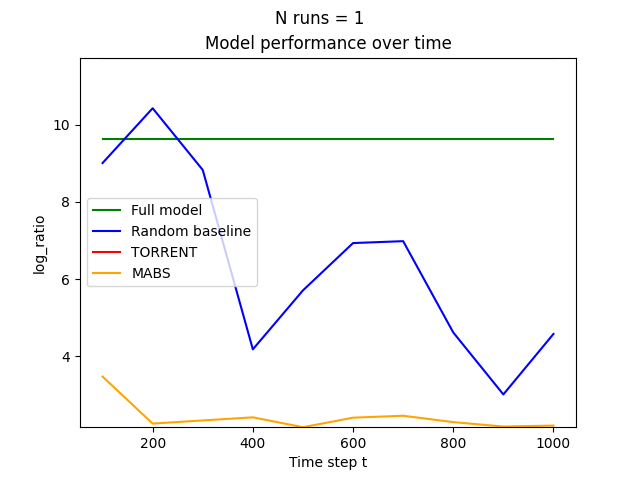 N runs = 1
Model performance over time
log_ratio
10
8
6
4
Full model
Random baseline
TORRENT
MABS
200
400
600
800
1000
Time step t